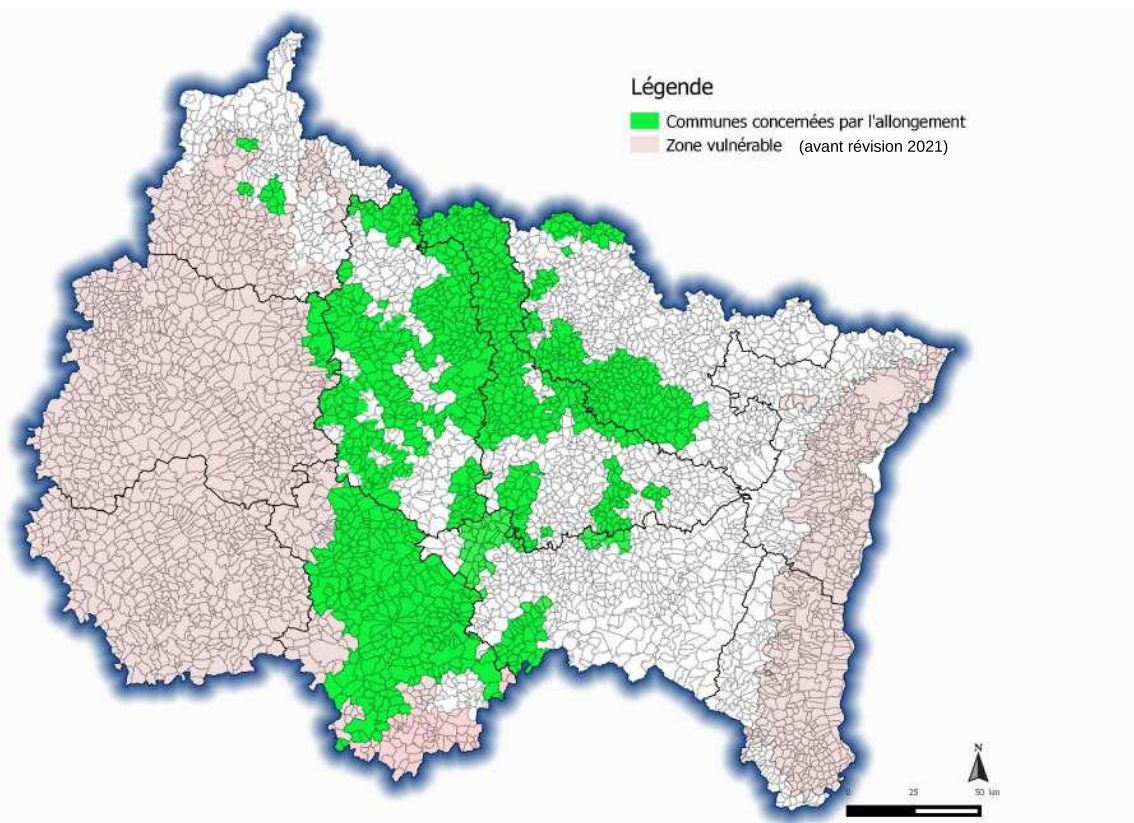 Légende
Communes concernées par l'allongement
Zone vulnérable (avant révision 2021)
N
0 25 50 km